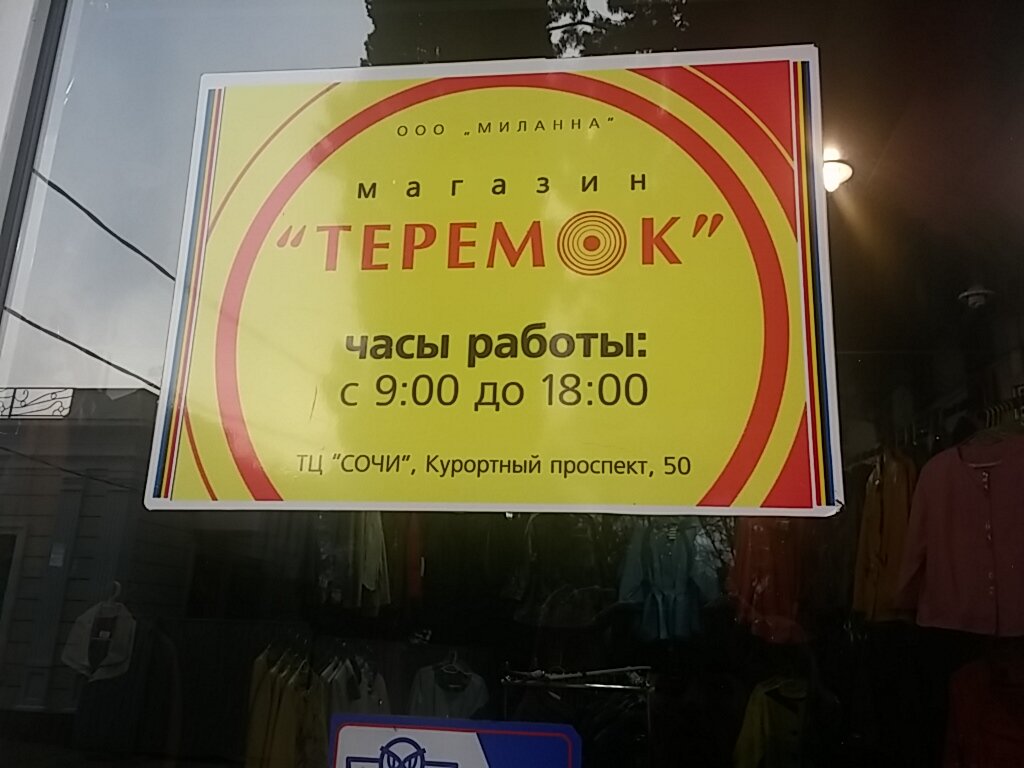 ООО „МИЛАННА"
магазин
“ТЕРЕМОК”
часы работы:
с 9:00 до 18:00
ТЦ "СОЧИ", Курортный проспект, 50